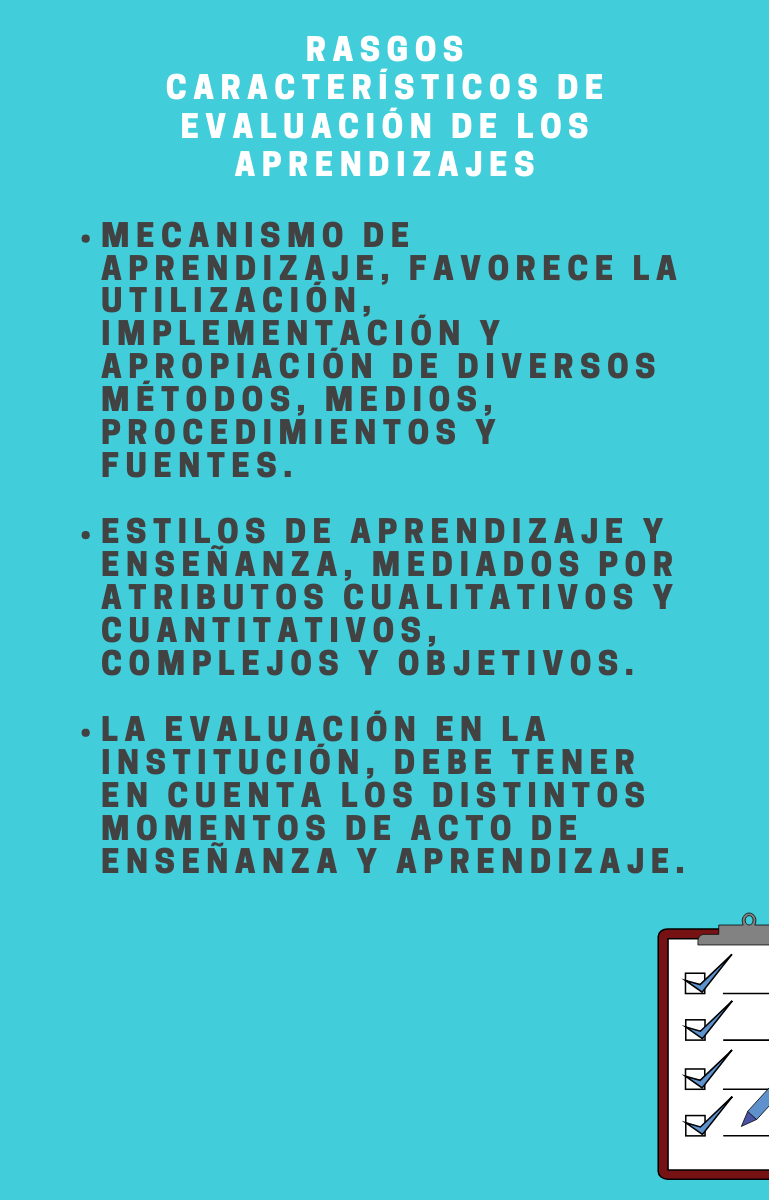 RASGOS
CARACTERÍSTICOS DE
EVALUACIÓN DE LOS
APRENDIZAJES
• MECANISMO DE
APRENDIZAJE, FAVORECE LA
UTILIZACIÓN,
IMPLEMENTACIÓN Y
APROPIACIÓN DE DIVERSOS
MÉTODOS, MEDIOS,
PROCEDIMIENTOS Y
FUENTES.
• ESTILOS DE APRENDIZAJE Y
ENSEÑANZA, MEDIADOS POR
ATRIBUTOS CUALITATIVOS Y
CUANTITATIVOS,
COMPLEJOS Y OBJETIVOS.
• LA EVALUACIÓN EN LA
INSTITUCIÓN, DEBE TENER
EN CUENTA LOS DISTINTOS
MOMENTOS DE ACTO DE
ENSEÑANZA Y APRENDIZAJE.